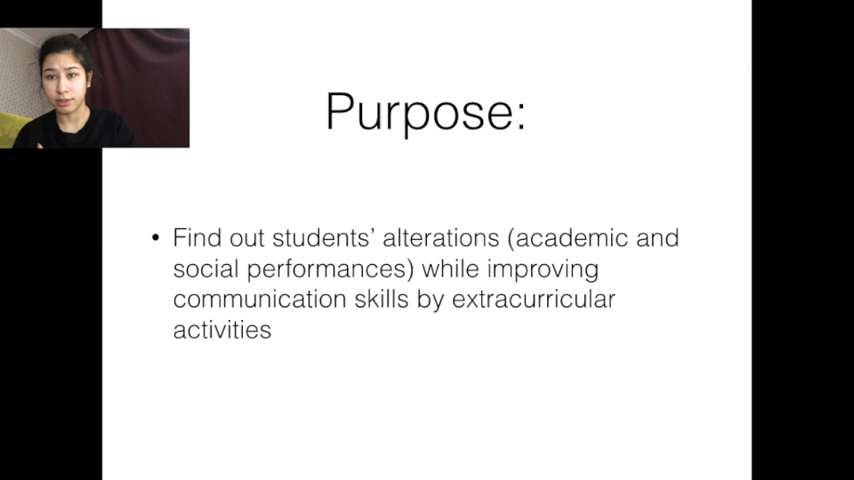 Purpose:
• Find out students’ alterations (academic and
social performances) while improving
communication skills by extracurricular
activities